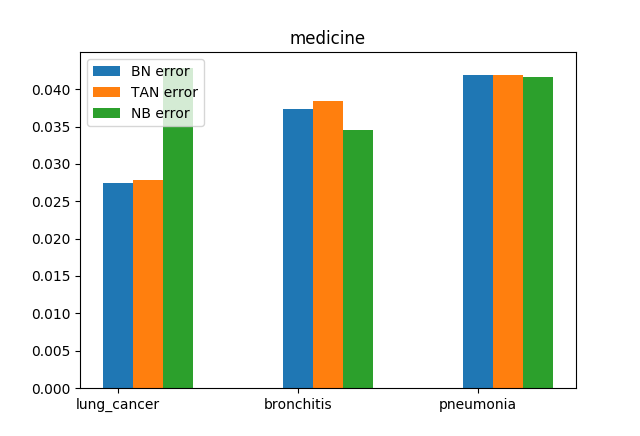 medicine
BN error
TAN error
NB error
0.040
0.035
0.030
0.025
0.020
0.015
0.010
0.005
0.000
lung_cancer bronchitis pneumonia